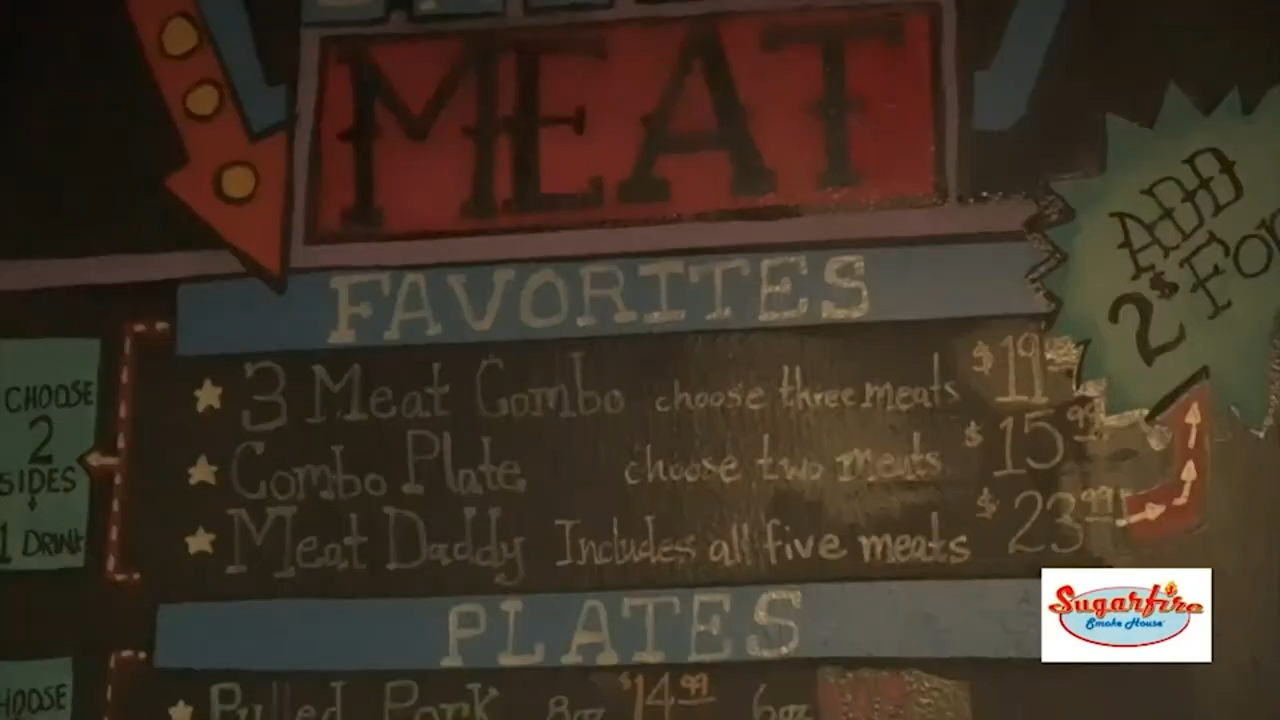 MEAT
ADD
2$ For
FAVORITES
3 Meat Combo choose three meats $19
Combo Plate choose two meats $15.99
Meat Daddy Includes all five meats $23.99
CHOOSE
2
SIDES
+
1 DRINK
PLATES
Pulled Pork 8oz $14.99 6oz
Sugarfire
Smoke House